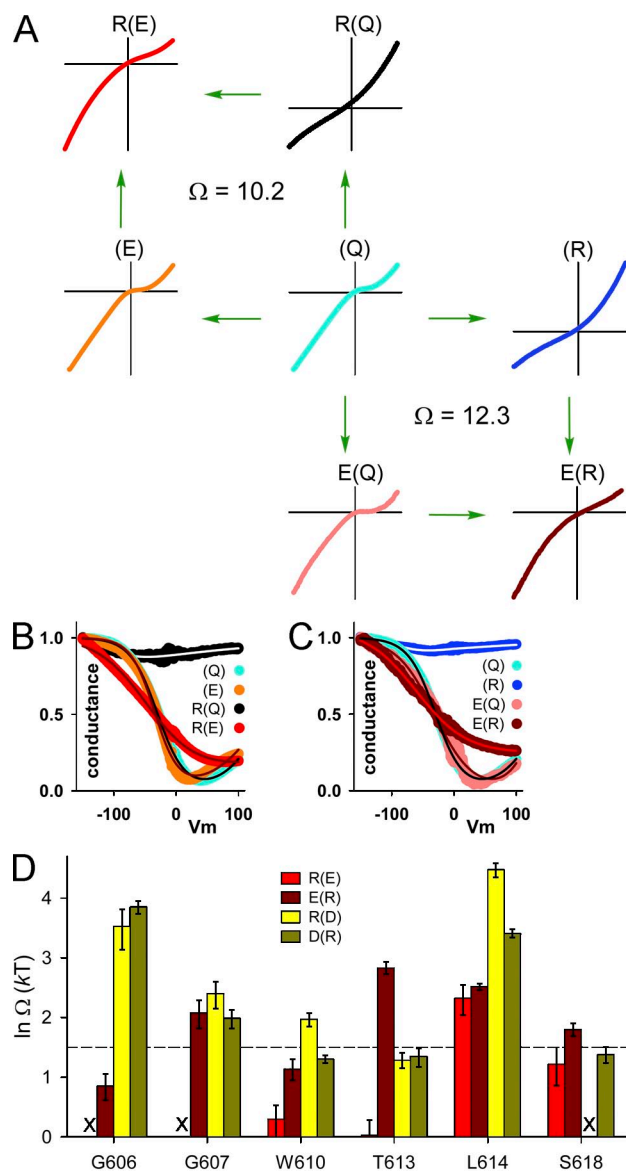 A
R(E) R(Q)
Ω = 10.2
(E) (Q) (R)
Ω = 12.3
E(Q) E(R)
B C
1.0 1.0
(Q) (Q)
(E) (R)
R(Q) E(Q)
R(E) E(R)
0.5 0.5
conductance conductance
0.0 0.0
-100 0 100 -100 0 100
Vm Vm
D
R(E)
E(R)
R(D)
D(R)
4
3
2
1
0
ln Ω (kT)
X X X
G606 G607 W610 T613 L614 S618